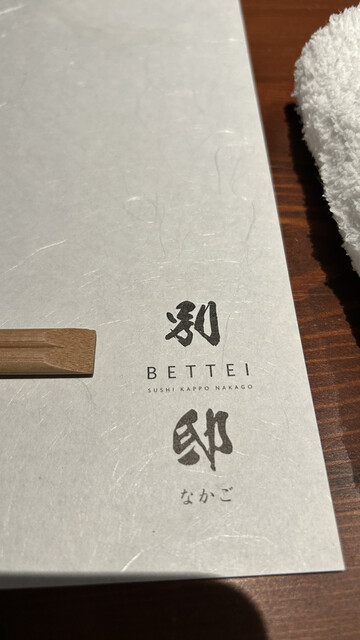 別
BETTEI
SUSHI KAPPO NAKAGO
邸
なかご